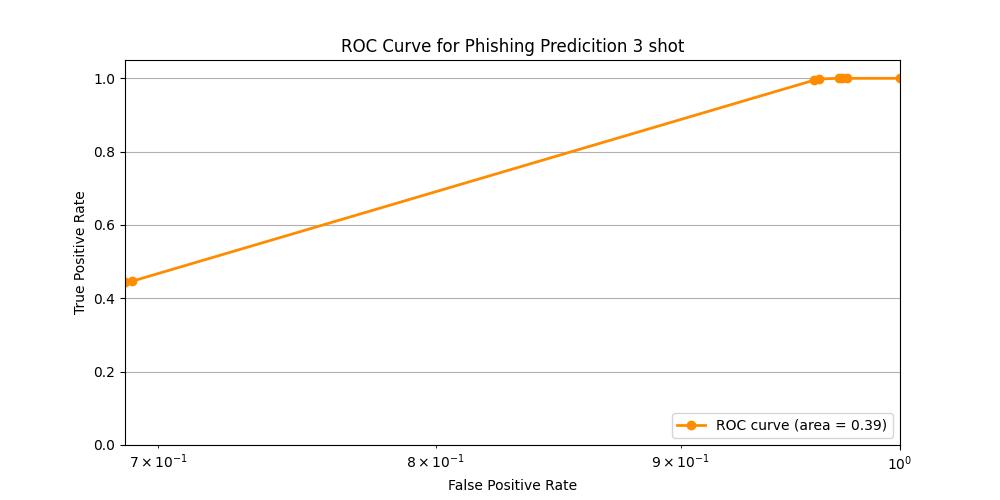 ROC Curve for Phishing Predicition 3 shot
True Positive Rate
1.0
0.8
0.6
0.4
0.2
0.0
ROC curve (area = 0.39)
7 × 10⁻¹
8 × 10⁻¹
9 × 10⁻¹
10⁰
False Positive Rate